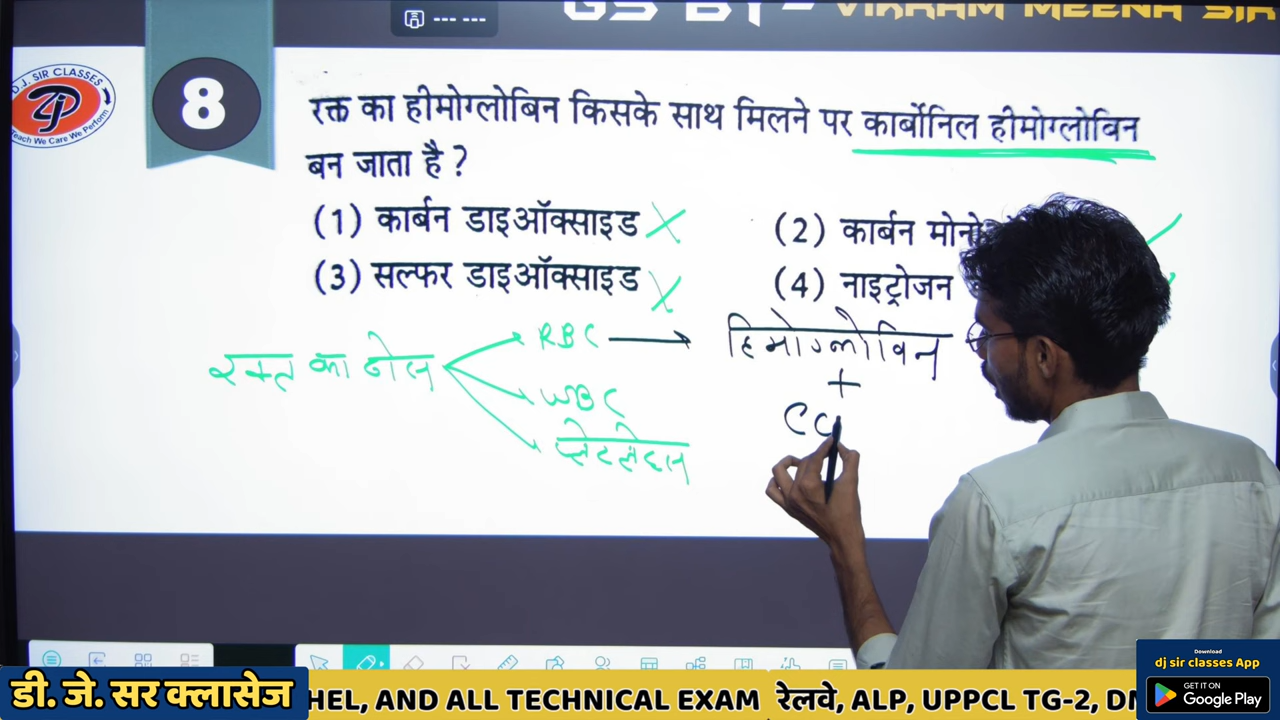 GS BY - VIKRAM MEENA SIR
D.J. SIR CLASSES
Teach We Care We Perform
8
रक्त का हीमोग्लोबिन किसके साथ मिलने पर कार्बोनिल हीमोग्लोविन
बन जाता है ?
(1) कार्बन डाइऑक्साइड
(2) कार्बन
(3) सल्फर डाइऑक्साइड
(4) नाइट्रोजन
RBC
हिमोग्लोविन
रक्त का ठोस
+
WBC
CO
प्लेटलेट्स
Download
dj sir classes App
GET IT ON
Google Play
डी. जे. सर क्लासेज
HEL, AND ALL TECHNICAL EXAM रेलवे, ALP, UPPCL TG-2,